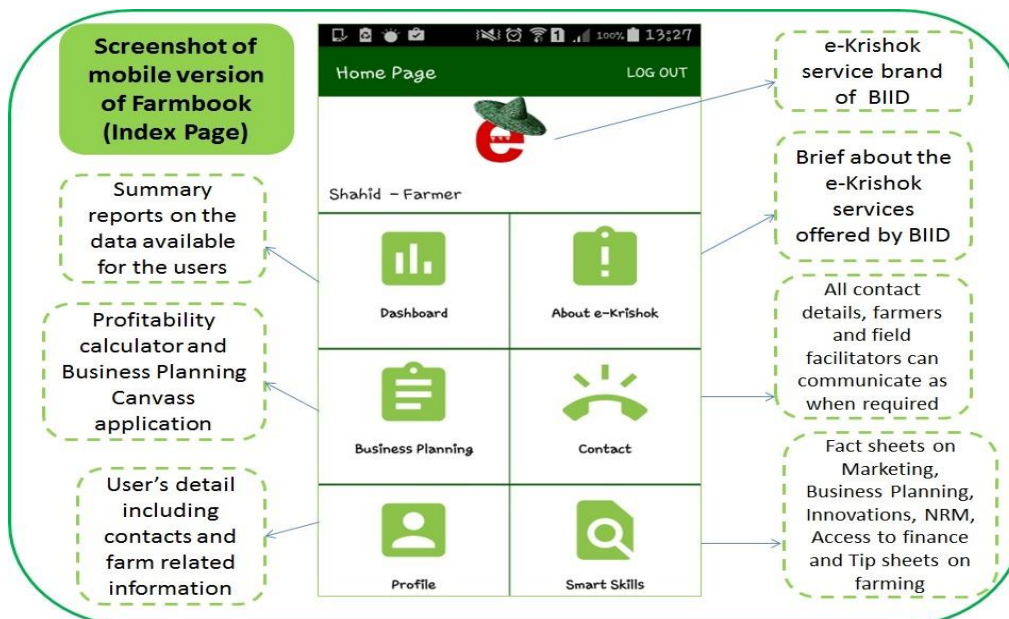 Screenshot of
mobile version
of Farmbook
(Index Page)
Summary
reports on the
data available
for the users
Profitability
calculator and
Business Planning
Canvass
application
User's detail
including
contacts and
farm related
information
1 100% 13:27
Home Page LOG OUT
e
Shahid - Farmer
Dashboard
About e-Krishok
Business Planning
Contact
Profile
Smart Skills
e-Krishok
service brand
of BIID
Brief about the
e-Krishok
services
offered by BIID
All contact
details, farmers
and field
facilitators can
communicate as
when required
Fact sheets on
Marketing,
Business Planning,
Innovations, NRM,
Access to finance
and Tip sheets on
farming